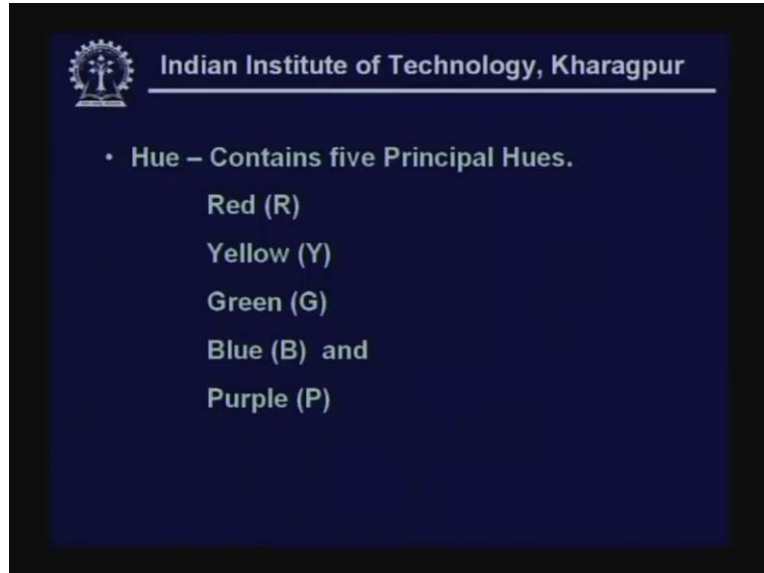 Indian Institute of Technology, Kharagpur
• Hue – Contains five Principal Hues.
Red (R)
Yellow (Y)
Green (G)
Blue (B) and
Purple (P)